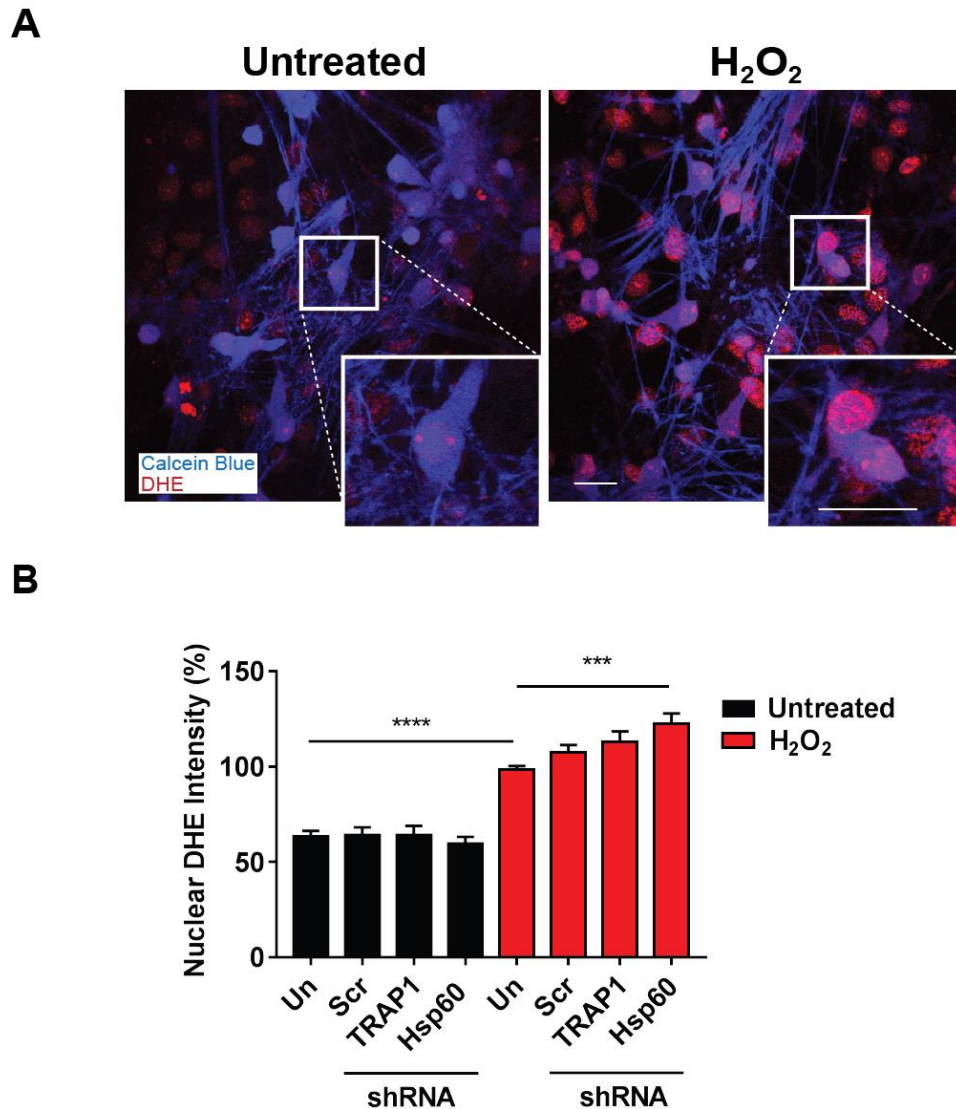 A
Untreated
H₂O₂
Calcein Blue
DHE
B
Nuclear DHE Intensity (%)
150
100
50
0
****
***
Untreated
H₂O₂
Un
Scr
TRAP1
Hsp60
Un
Scr
TRAP1
Hsp60
shRNA
shRNA